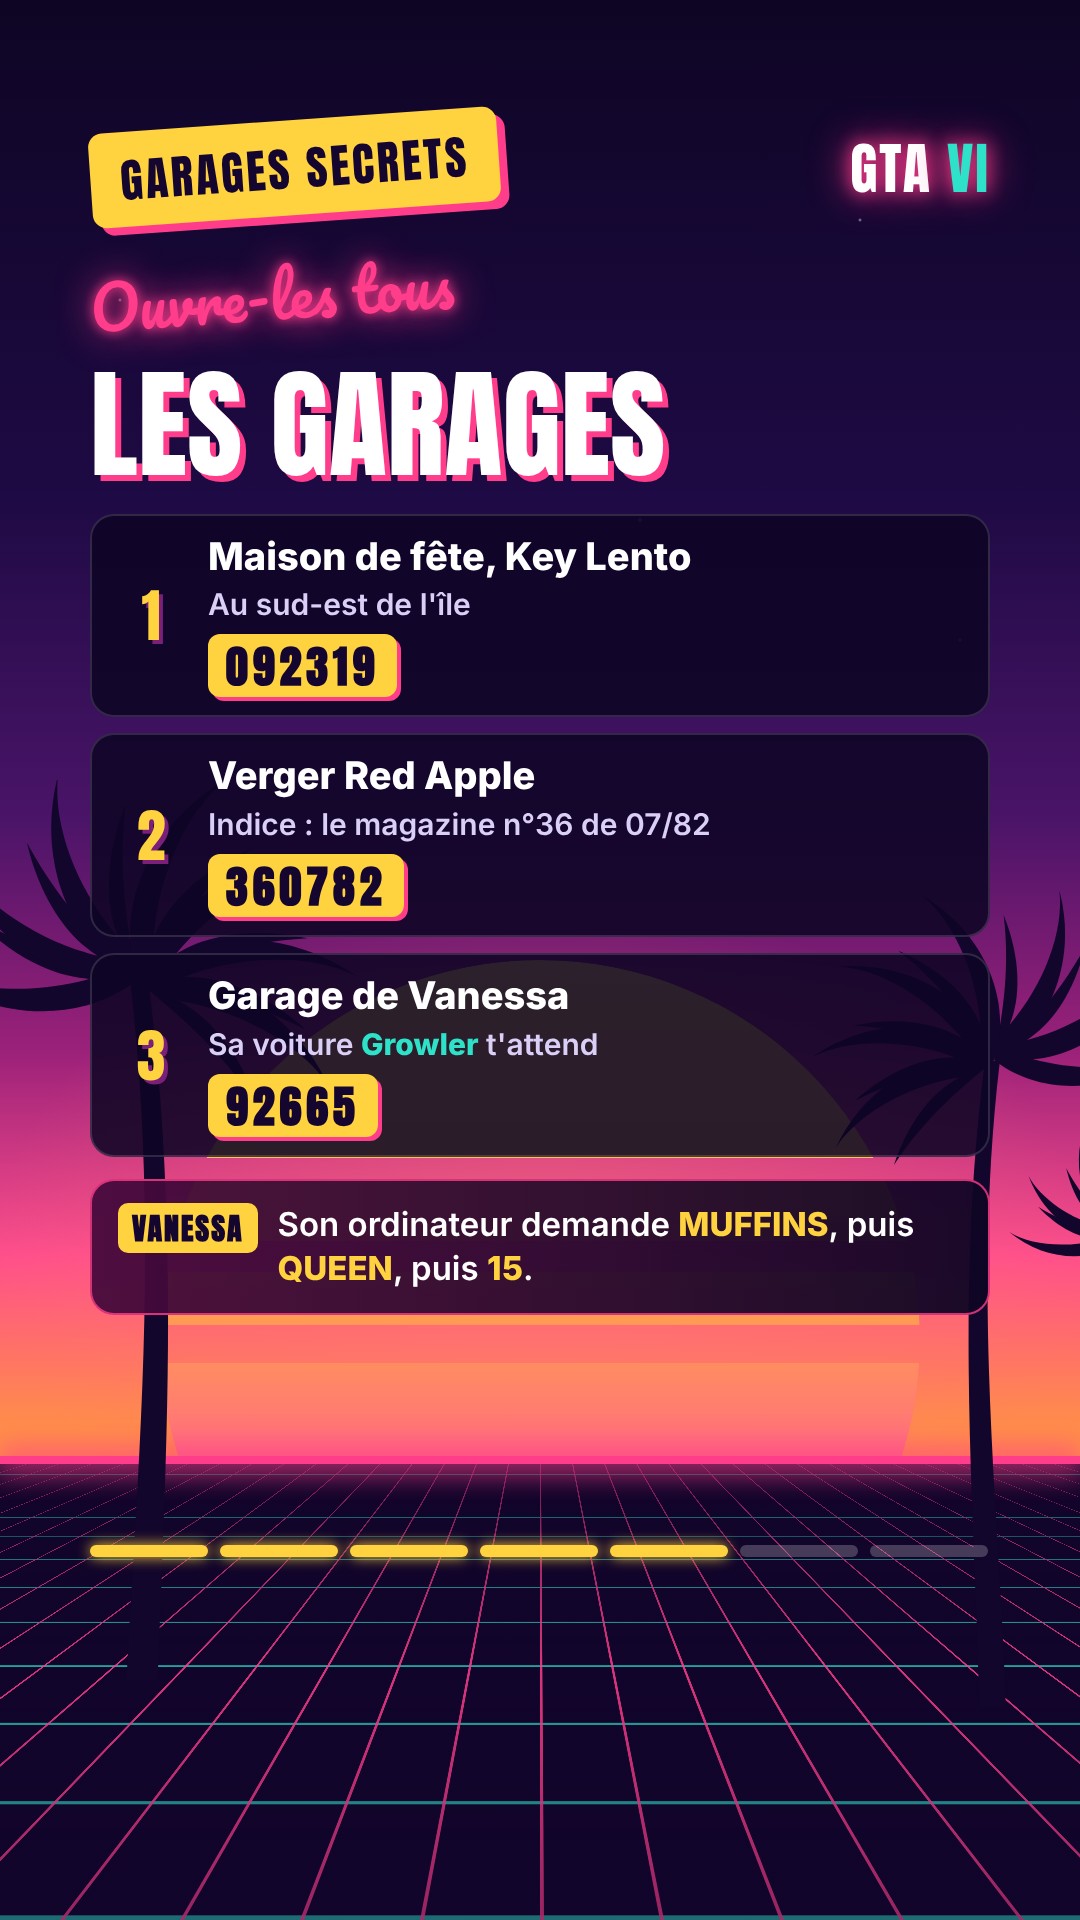 GARAGES SECRETS
GTA VI
Ouvre-les tous
LES GARAGES
1
Maison de fête, Key Lento
Au sud-est de l'île
092319
2
Verger Red Apple
Indice : le magazine n°36 de 07/82
360782
3
Garage de Vanessa
Sa voiture Growler t'attend
92665
VANESSA
Son ordinateur demande MUFFINS, puis
QUEEN, puis 15.